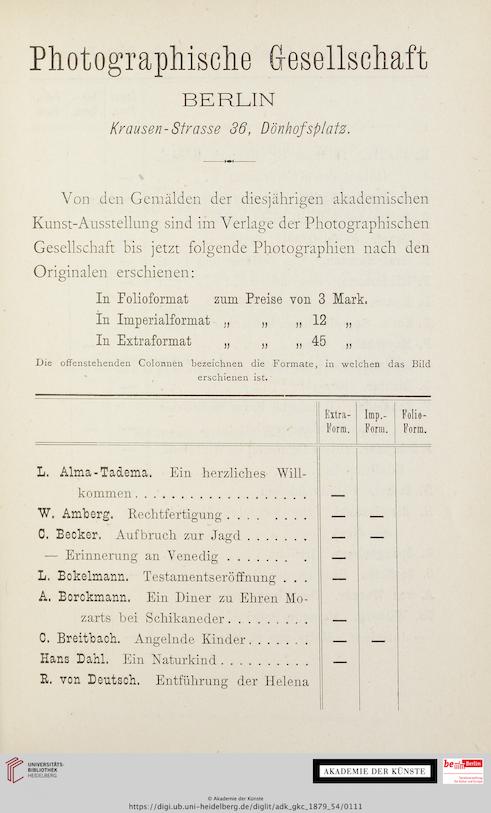 Photographische Gesellschaft
BERLIN
Krausen-Strasse 36, Dönhofsplatz.
Von den Gemälden der diesjährigen akademischen
Kunst-Ausstellung sind im Verlage der Photographischen
Gesellschaft bis jetzt folgende Photographien nach den
Originalen erschienen:
In Folioformat zum Preise von 3 Mark.
In Imperialformat „ „ „ 12 „
In Extraformat „ „ „ 45 „
Die offenstehenden Colonnen bezeichnen die Formate, in welchen das Bild
erschienen ist.
Extra- Imp.- Folio-
Form. Form. Form.
L. Alma-Tadema. Ein herzliches Will-
kommen . . . . . . . . . . . . . . . . . —
W. Amberg. Rechtfertigung . . . . . . . . — —
C. Becker. Aufbruch zur Jagd . . . . . . . — —
— Erinnerung an Venedig . . . . . . . . —
L. Bokelmann. Testamentseröffnung . . . —
A. Borckmann. Ein Diner zu Ehren Mo-
zarts bei Schikaneder . . . . . . . . . —
C. Breitbach. Angelnde Kinder . . . . . . . — —
Hans Dahl. Ein Naturkind . . . . . . . . . . —
R. von Deutsch. Entführung der Helena
UNIVERSITÄTS-
BIBLIOTHEK
HEIDELBERG
AKADEMIE DER KÜNSTE
be Berlin
© Akademie der Künste
https://digi.ub.uni-heidelberg.de/diglit/adk_gkc_1879_54/0111